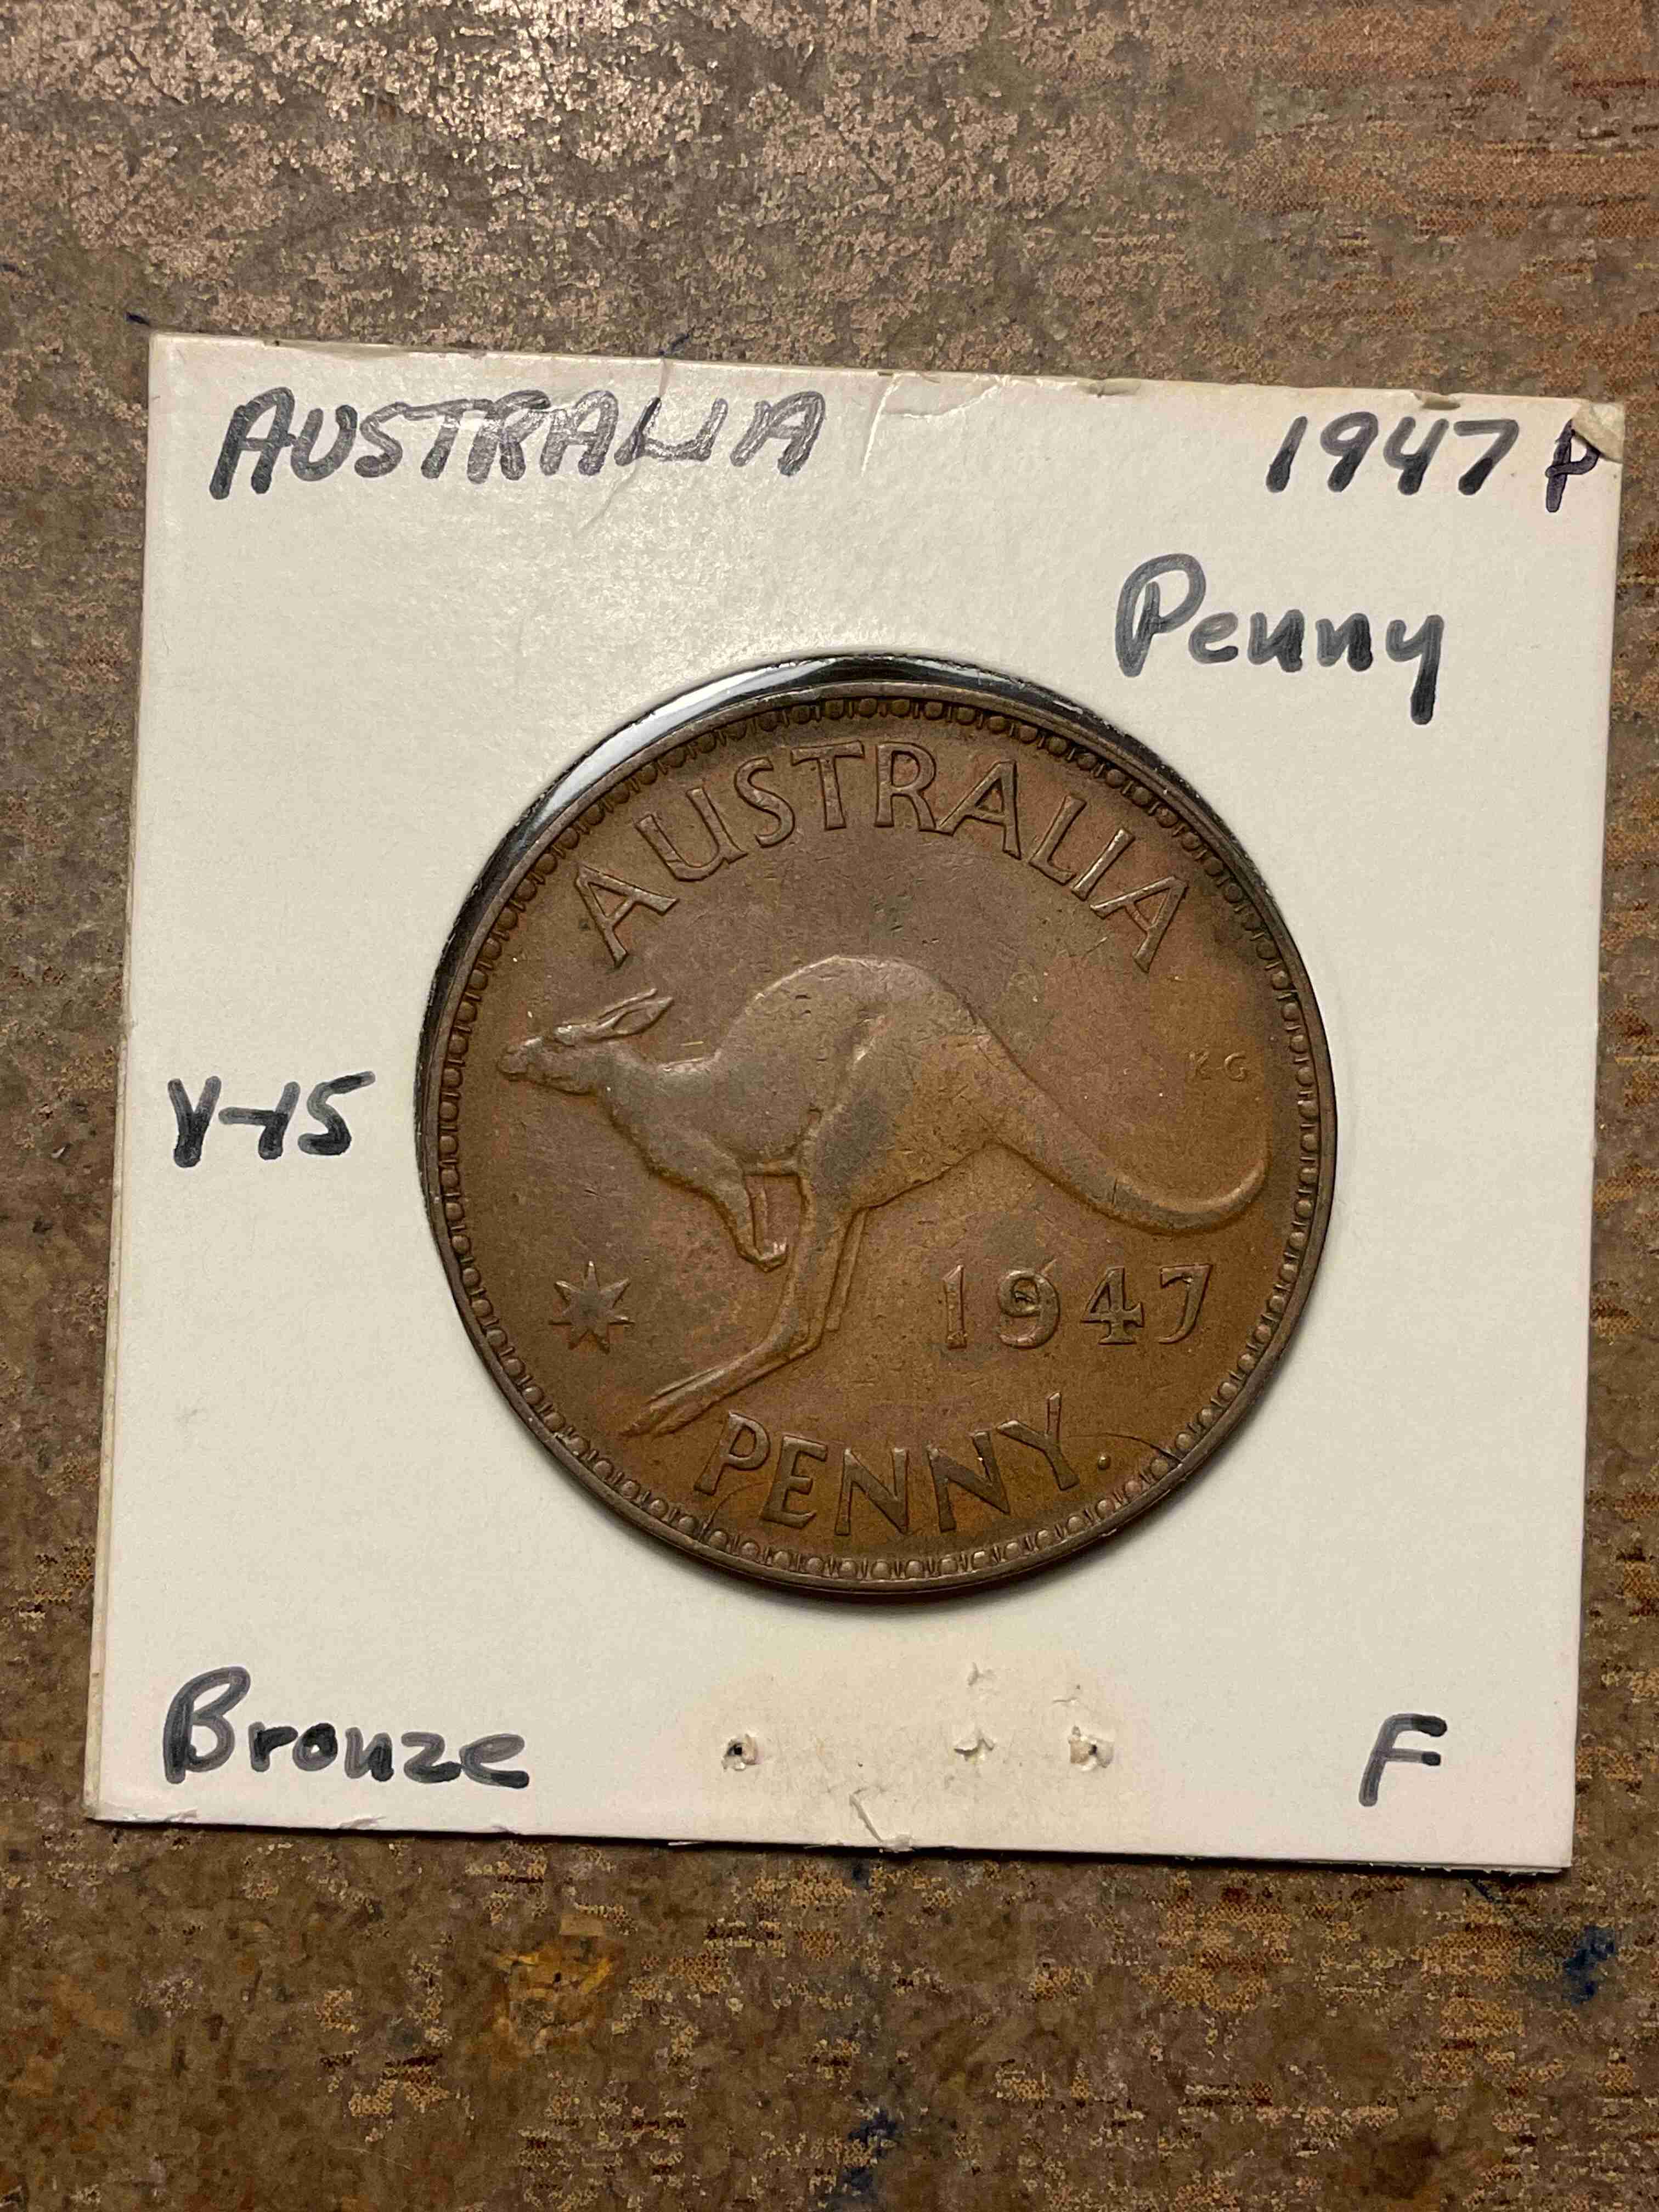 AUSTRALIA 1947 P
Penny
AUSTRALIA
KG
Y-15
1947
PENNY.
Bronze F